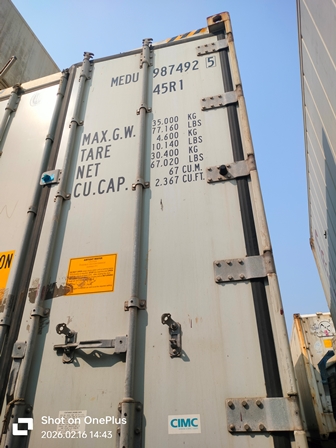 MEDU 987492 5
45R1
MAX.G.W. 35.000 KG
77.160 LBS
TARE 4.600 KG
10.140 LBS
NET 30.400 KG
67.020 LBS
CU.CAP. 67 CU.M.
2.367 CU.FT.
ON
CIMC
Shot on OnePlus
2026.02.16 14:43